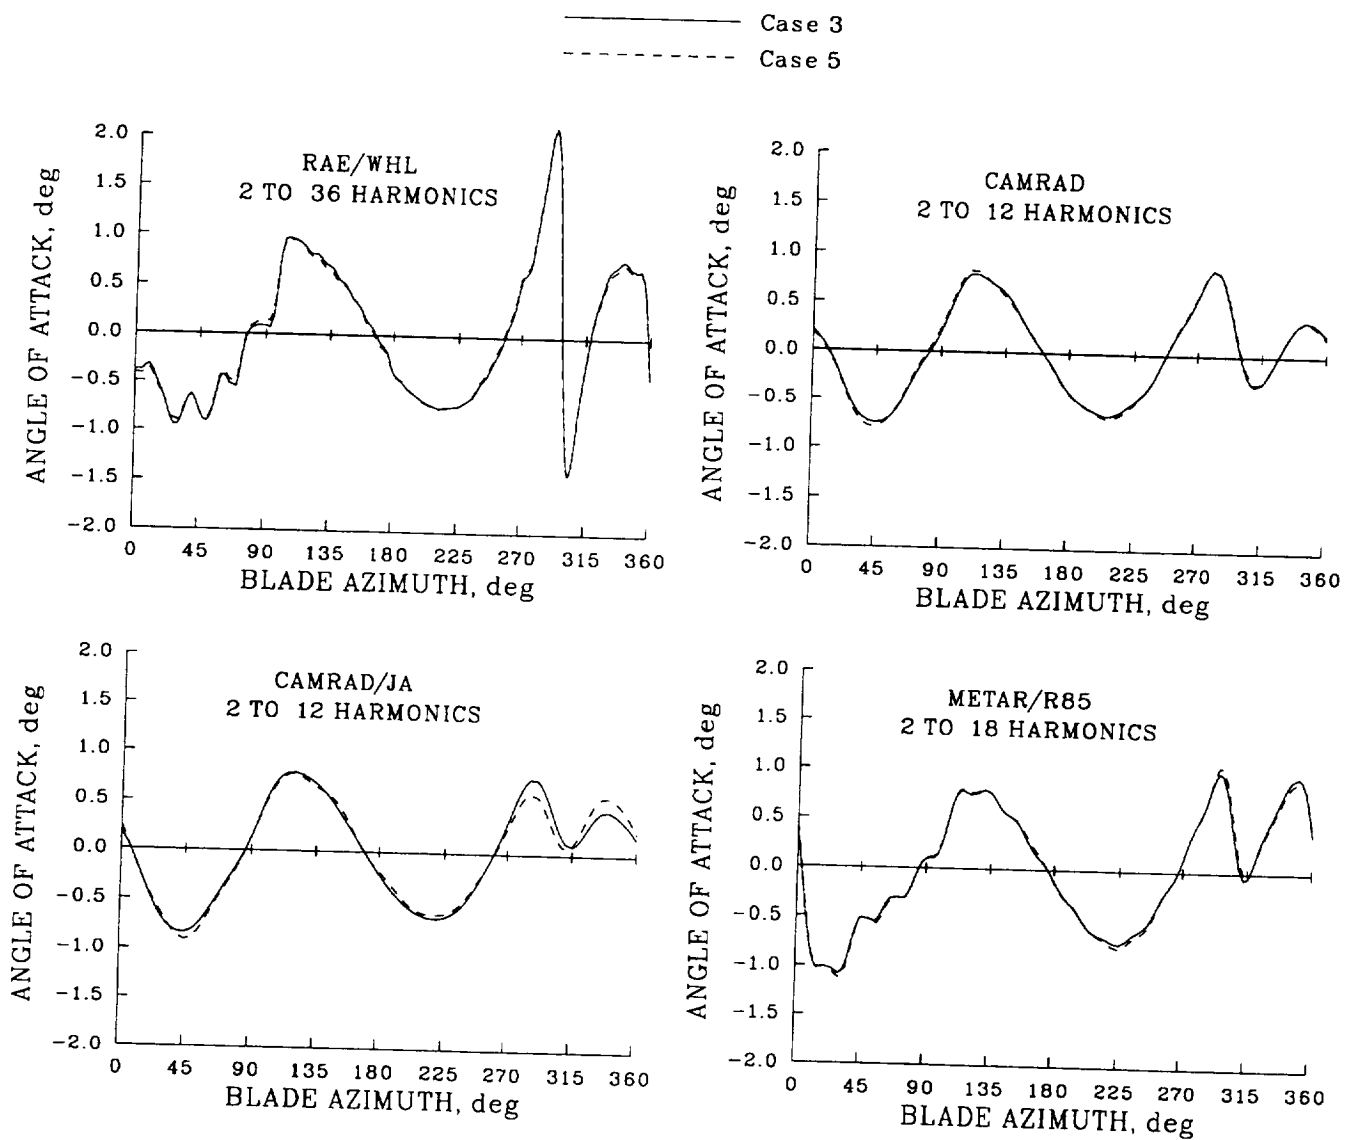 Case 3
Case 5
RAE/WHL
2 TO 36 HARMONICS
ANGLE OF ATTACK, deg
2.0
1.5
1.0
0.5
0.0
-0.5
-1.0
-1.5
-2.0
0 45 90 135 180 225 270 315 360
BLADE AZIMUTH, deg
CAMRAD
2 TO 12 HARMONICS
ANGLE OF ATTACK, deg
2.0
1.5
1.0
0.5
0.0
-0.5
-1.0
-1.5
-2.0
0 45 90 135 180 225 270 315 360
BLADE AZIMUTH, deg
CAMRAD/JA
2 TO 12 HARMONICS
ANGLE OF ATTACK, deg
2.0
1.5
1.0
0.5
0.0
-0.5
-1.0
-1.5
-2.0
0 45 90 135 180 225 270 315 360
BLADE AZIMUTH, deg
METAR/R85
2 TO 18 HARMONICS
ANGLE OF ATTACK, deg
2.0
1.5
1.0
0.5
0.0
-0.5
-1.0
-1.5
-2.0
0 45 90 135 180 225 270 315 360
BLADE AZIMUTH, deg